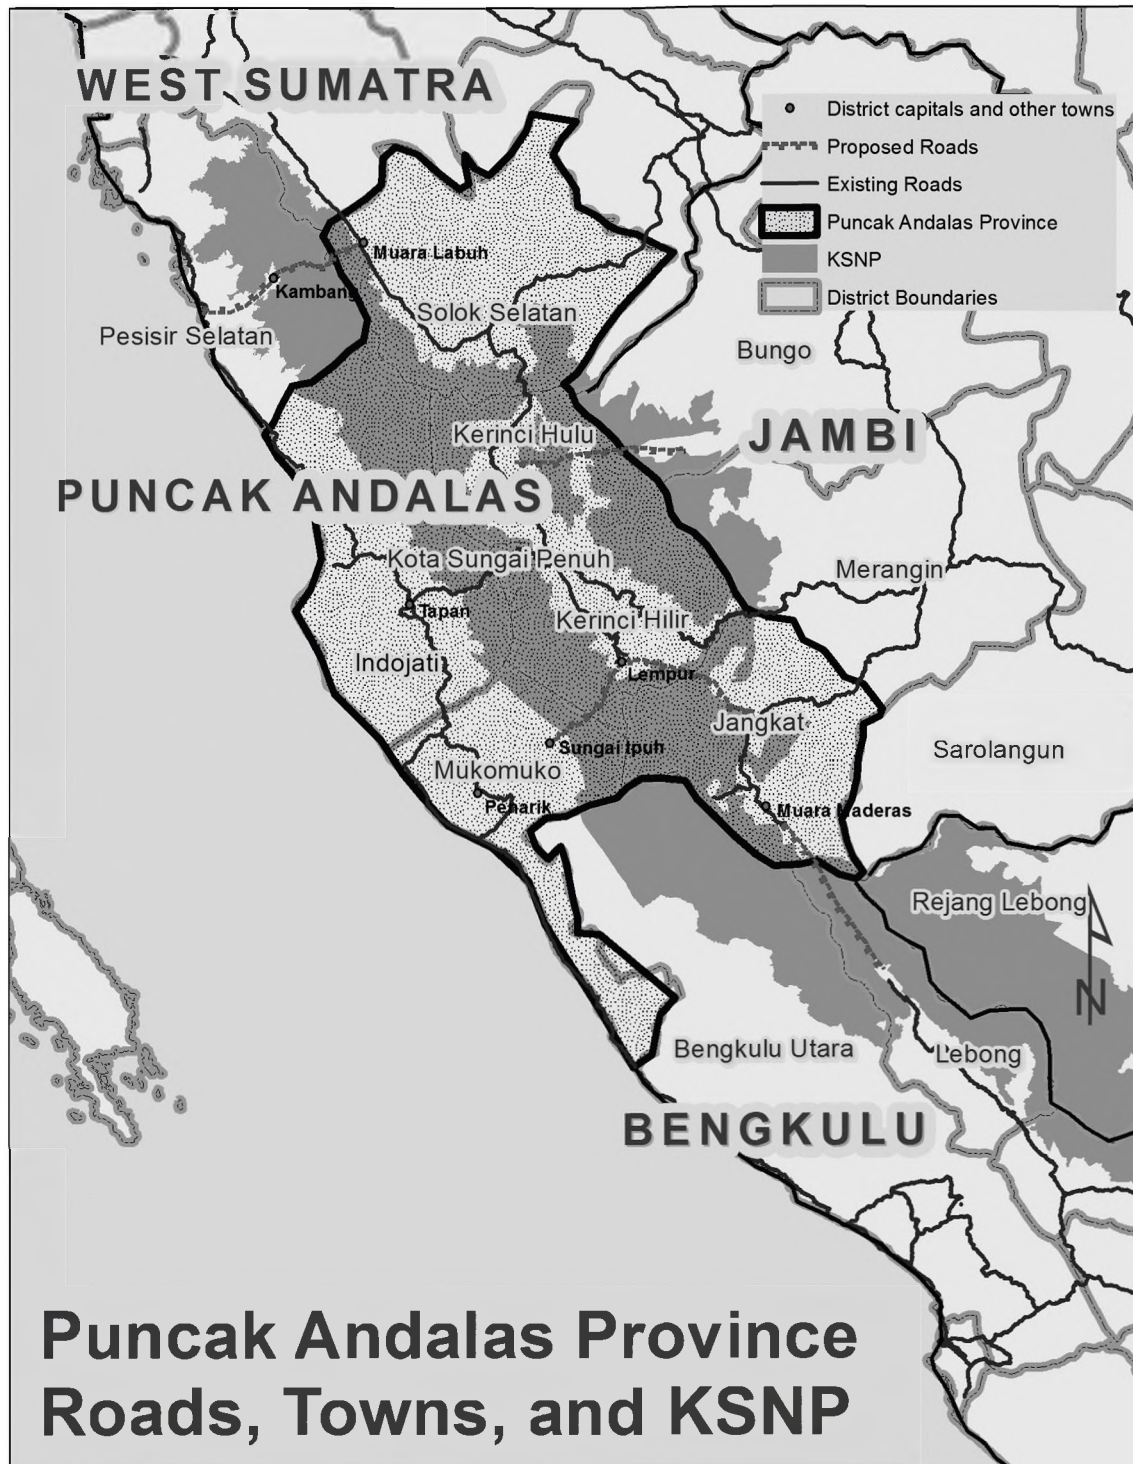 WEST SUMATRA
District capitals and other towns
Proposed Roads
Existing Roads
Puncak Andalas Province
KSNP
District Boundaries
Muara Labuh
Kambang
Solok Selatan
Pesisir Selatan
Bungo
Kerinci Hulu
JAMBI
PUNCAK ANDALAS
Kota Sungai Penuh
Merangin
Tapan
Kerinci Hilir
Indojati
Lempur
Jangkat
Sungai Ipuh
Sarolangun
Mukomuko
Penarik
Muara Maderas
Rejang Lebong
N
Bengkulu Utara
Lebong
BENGKULU
Puncak Andalas Province
Roads, Towns, and KSNP